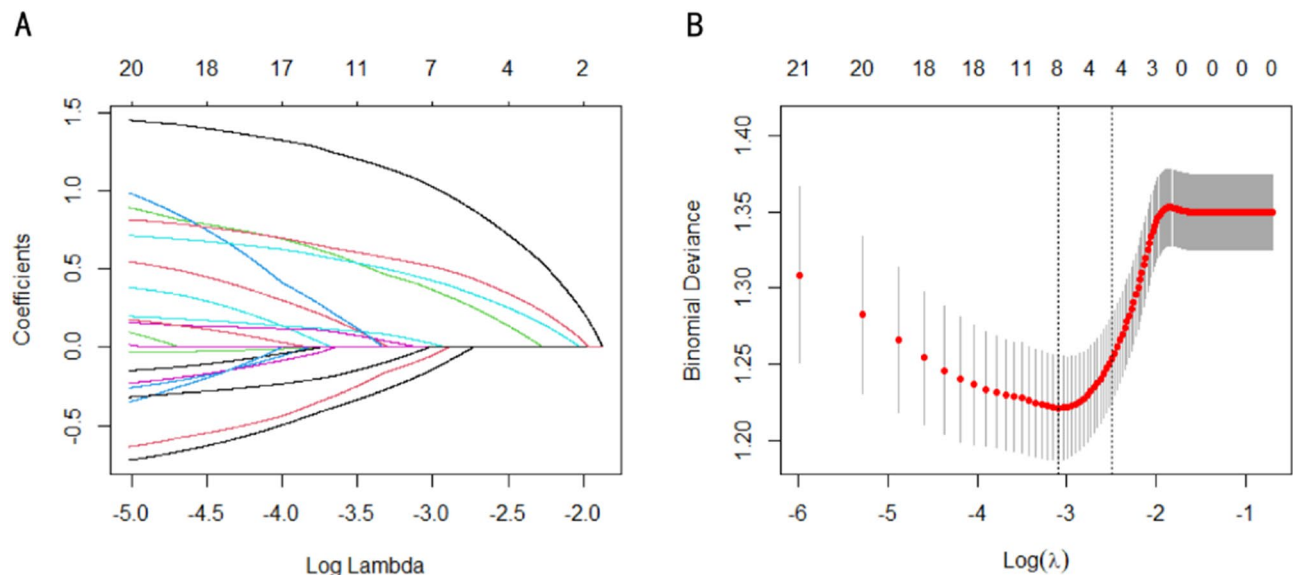 A
20 18 17 11 7 4 2
Coefficients
1.5
1.0
0.5
0.0
-0.5
-5.0 -4.5 -4.0 -3.5 -3.0 -2.5 -2.0
Log Lambda
B
21 20 18 18 11 8 4 4 3 0 0 0 0
Binomial Deviance
1.40
1.35
1.30
1.25
1.20
-6 -5 -4 -3 -2 -1
Log(λ)